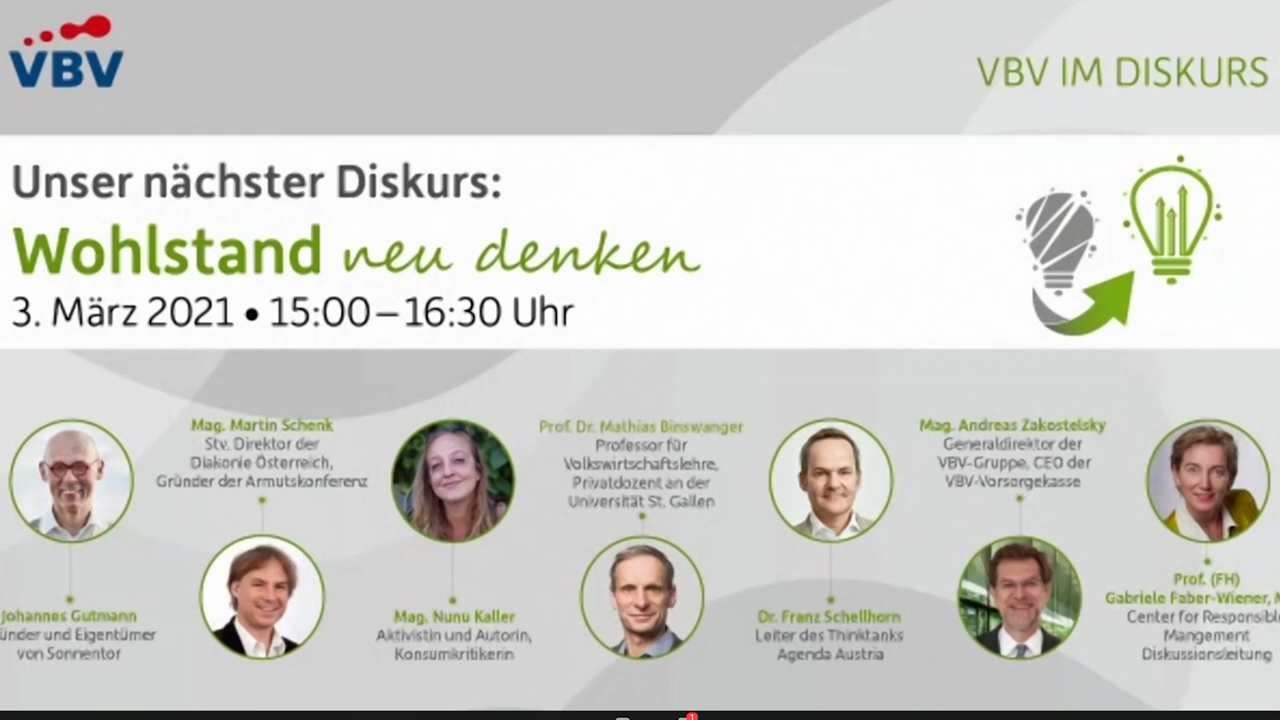 VBV
VBV IM DISKURS
Unser nächster Diskurs:
Wohlstand neu denken
3. März 2021 • 15:00–16:30 Uhr
Johannes Gutmann
ünder und Eigentümer
von Sonnentor
Mag. Martin Schenk
Stv. Direktor der
Diakonie Österreich,
Gründer der Armutskonferenz
Mag. Nunu Kaller
Aktivistin und Autorin,
Konsumkritikerin
Prof. Dr. Mathias Binswanger
Professor für
Volkswirtschaftslehre,
Privatdozent an der
Universität St. Gallen
Dr. Franz Schellhorn
Leiter des Thinktanks
Agenda Austria
Mag. Andreas Zakostelsky
Generaldirektor der
VBV-Gruppe, CEO der
VBV-Vorsorgekasse
Prof. (FH)
Gabriele Faber-Wiener, M
Center for Responsible
Mangement
Diskussionsleitung
1